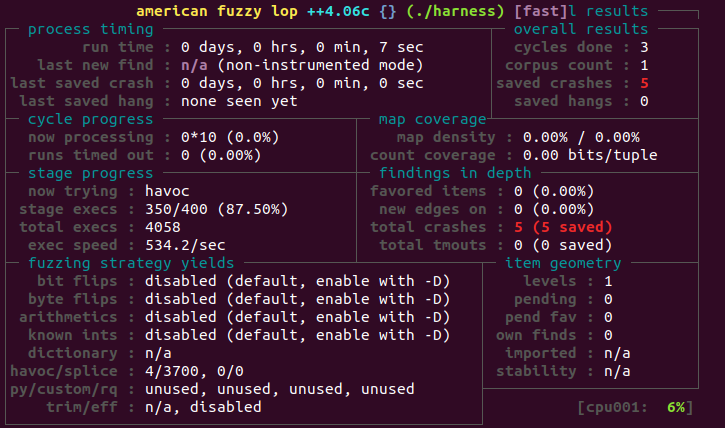 american fuzzy lop ++4.06c {} (./harness) [fast]l results
process timing overall results
run time : 0 days, 0 hrs, 0 min, 7 sec cycles done : 3
last new find : n/a (non-instrumented mode) corpus count : 1
last saved crash : 0 days, 0 hrs, 0 min, 0 sec saved crashes : 5
last saved hang : none seen yet saved hangs : 0
cycle progress map coverage
now processing : 0*10 (0.0%) map density : 0.00% / 0.00%
runs timed out : 0 (0.00%) count coverage : 0.00 bits/tuple
stage progress findings in depth
now trying : havoc favored items : 0 (0.00%)
stage execs : 350/400 (87.50%) new edges on : 0 (0.00%)
total execs : 4058 total crashes : 5 (5 saved)
exec speed : 534.2/sec total tmouts : 0 (0 saved)
fuzzing strategy yields item geometry
bit flips : disabled (default, enable with -D) levels : 1
byte flips : disabled (default, enable with -D) pending : 0
arithmetics : disabled (default, enable with -D) pend fav : 0
known ints : disabled (default, enable with -D) own finds : 0
dictionary : n/a imported : n/a
havoc/splice : 4/3700, 0/0 stability : n/a
py/custom/rq : unused, unused, unused, unused
trim/eff : n/a, disabled [cpu001: 6%]